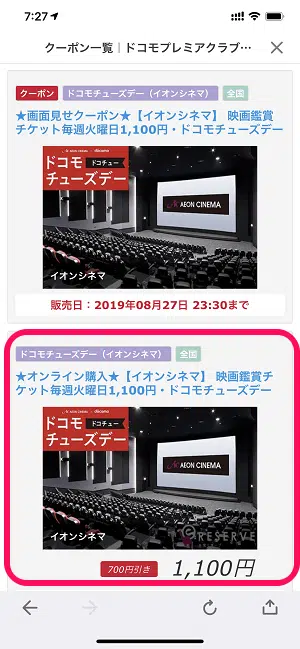 7:27
クーポン一覧｜ドコモプレミアクラブ…
クーポン ドコモチューズデー（イオンシネマ） 全国
★画面見せクーポン★【イオンシネマ】 映画鑑賞
チケット毎週火曜日1,100円・ドコモチューズデー
AEON CINEMA docomo
ドコモ ドコチュー
チューズデー
AEON CINEMA
イオンシネマ
販売日：2019年08月27日 23:30まで
ドコモチューズデー（イオンシネマ） 全国
★オンライン購入★【イオンシネマ】 映画鑑賞チ
ケット毎週火曜日1,100円・ドコモチューズデー
AEON CINEMA docomo
ドコモ ドコチュー
チューズデー
AEON CINEMA
イオンシネマ
e RESERVE
700円引き 1,100円